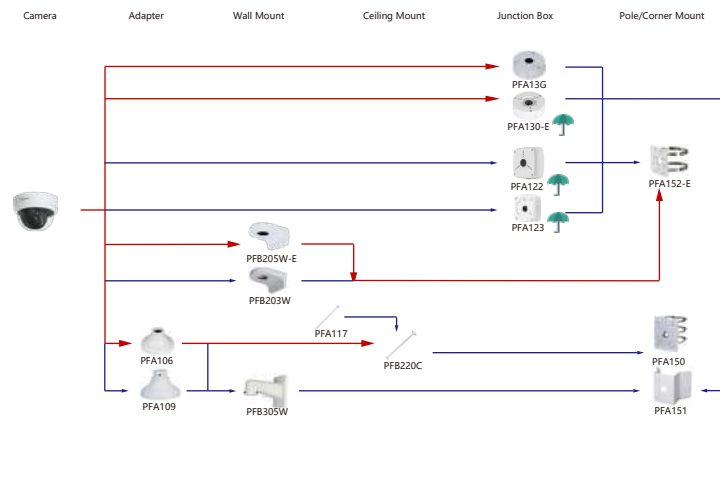 Camera
Adapter
Wall Mount
Ceiling Mount
Junction Box
Pole/Corner Mount
PFA13G
PFA130-E
PFA122
PFA152-E
PFA123
PFB205W-E
PFB203W
PFA117
PFA106
PFB220C
PFA150
PFA109
PFB305W
PFA151